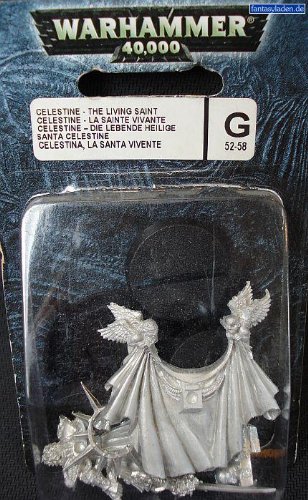 fantasyladen.de
WARHAMMER
40,000
CELESTINE - THE LIVING SAINT
CELESTINE - LA SAINTE VIVANTE
CELESTINE – DIE LEBENDE HEILIGE
SANTA CELESTINE
CELESTINA, LA SANTA VIVENTE
G
52-58